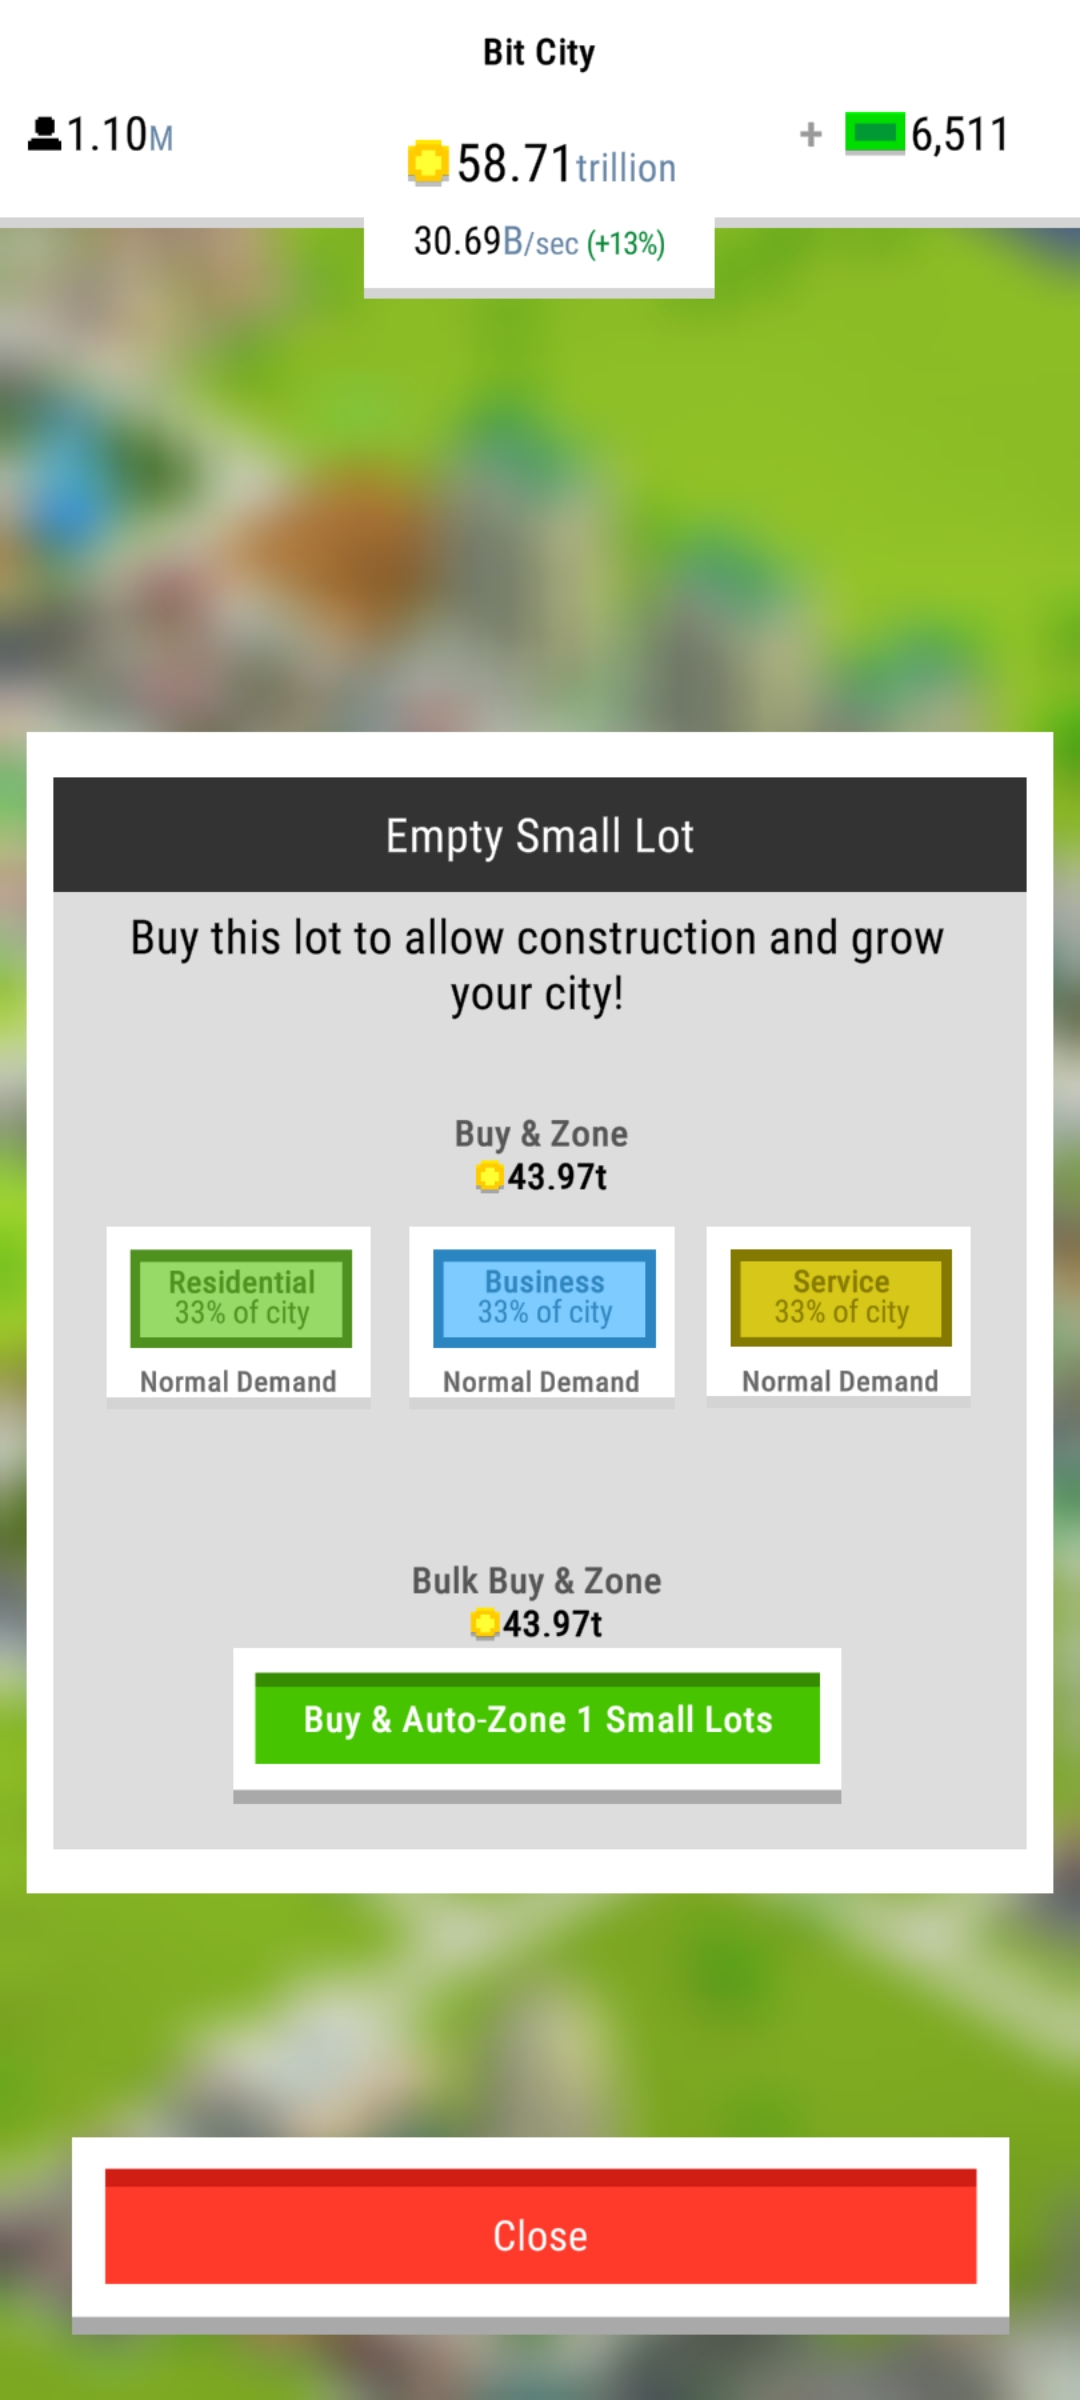 Bit City
1.10M
58.71trillion
+ 6,511
30.69B/sec (+13%)
Empty Small Lot
Buy this lot to allow construction and grow
your city!
Buy & Zone
43.97t
Residential
33% of city
Normal Demand
Business
33% of city
Normal Demand
Service
33% of city
Normal Demand
Bulk Buy & Zone
43.97t
Buy & Auto-Zone 1 Small Lots
Close